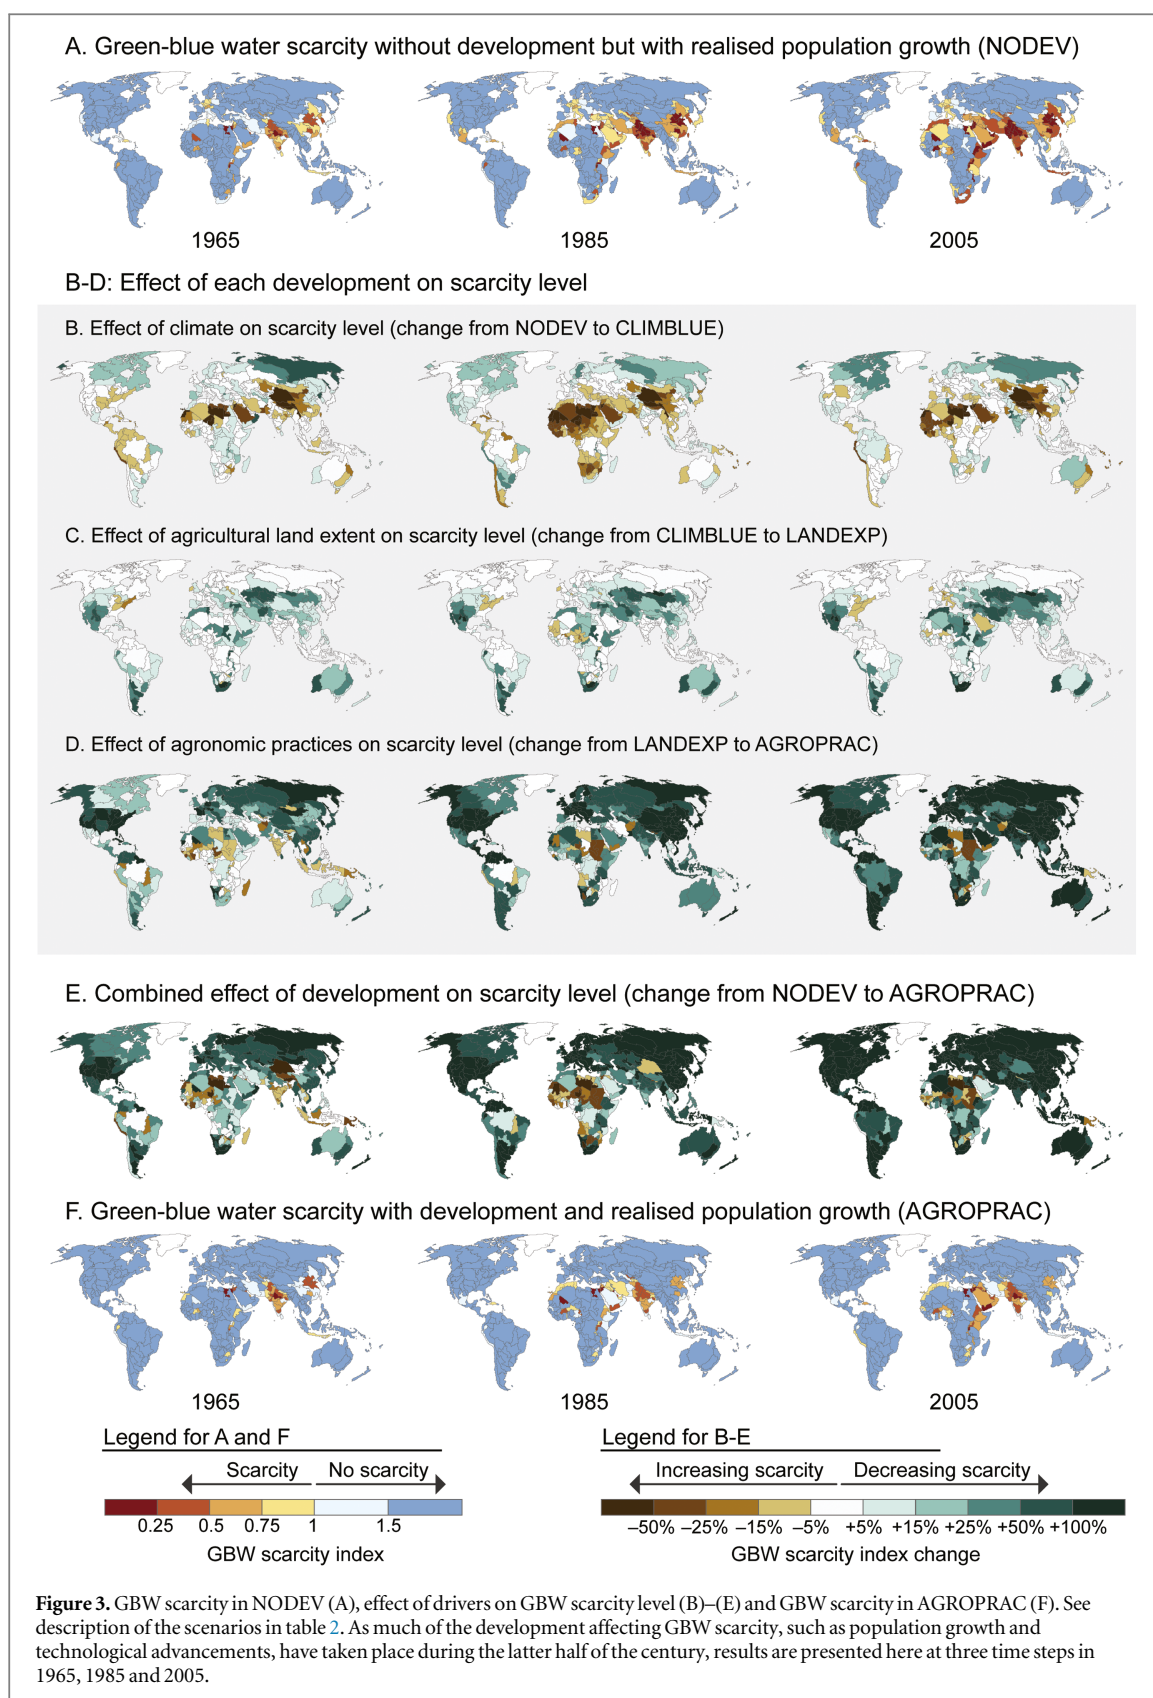 A. Green-blue water scarcity without development but with realised population growth (NODEV)
1965
1985
2005
B-D: Effect of each development on scarcity level
B. Effect of climate on scarcity level (change from NODEV to CLIMBLUE)
C. Effect of agricultural land extent on scarcity level (change from CLIMBLUE to LANDEXP)
D. Effect of agronomic practices on scarcity level (change from LANDEXP to AGROPRAC)
E. Combined effect of development on scarcity level (change from NODEV to AGROPRAC)
F. Green-blue water scarcity with development and realised population growth (AGROPRAC)
1965
1985
2005
Legend for A and F
Scarcity
No scarcity
0.25 0.5 0.75 1 1.5
GBW scarcity index
Legend for B-E
Increasing scarcity
Decreasing scarcity
–50% –25% –15% –5% +5% +15% +25% +50% +100%
GBW scarcity index change
Figure 3. GBW scarcity in NODEV (A), effect of drivers on GBW scarcity level (B)–(E) and GBW scarcity in AGROPRAC (F). See
description of the scenarios in table 2. As much of the development affecting GBW scarcity, such as population growth and
technological advancements, have taken place during the latter half of the century, results are presented here at three time steps in
1965, 1985 and 2005.